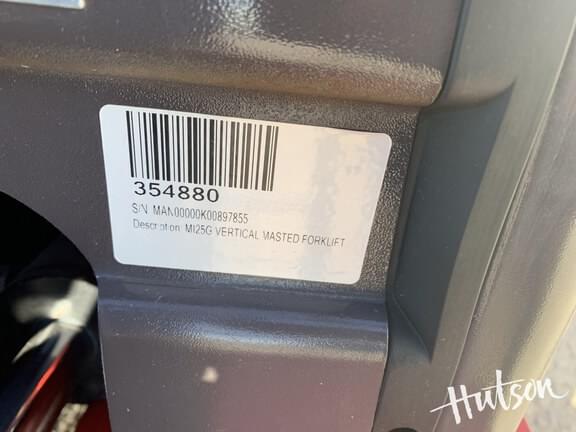 354880
S/N MAN00000K00897855
Description MI25G VERTICAL MASTED FORKLIFT
Hutson